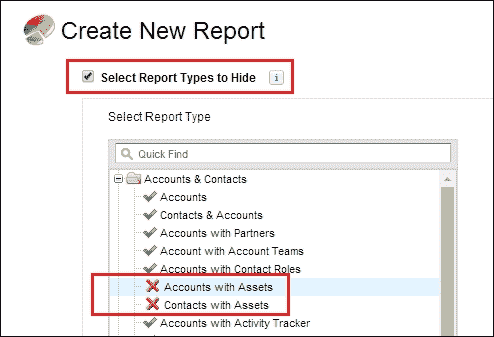 Create New Report
Select Report Types to Hide i
Select Report Type
Quick Find
Accounts & Contacts
Accounts
Contacts & Accounts
Accounts with Partners
Account with Account Teams
Accounts with Contact Roles
Accounts with Assets
Contacts with Assets
Accounts with Activity Tracker